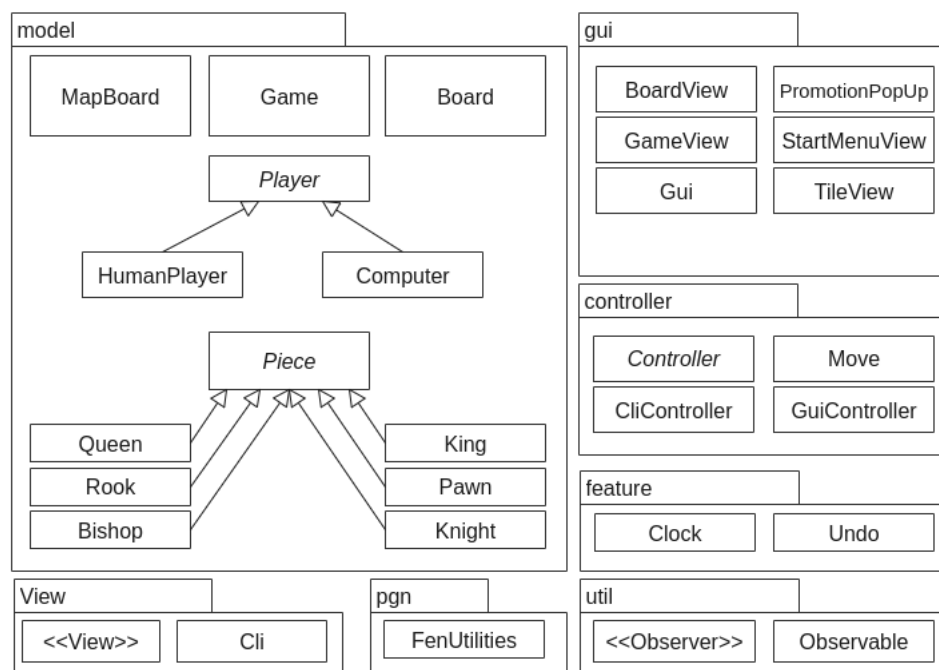 model
MapBoard
Game
Board
Player
HumanPlayer
Computer
Piece
Queen
King
Rook
Pawn
Bishop
Knight
gui
BoardView
PromotionPopUp
GameView
StartMenuView
Gui
TileView
controller
Controller
Move
CliController
GuiController
feature
Clock
Undo
View
<<View>>
Cli
pgn
FenUtilities
util
<<Observer>>
Observable